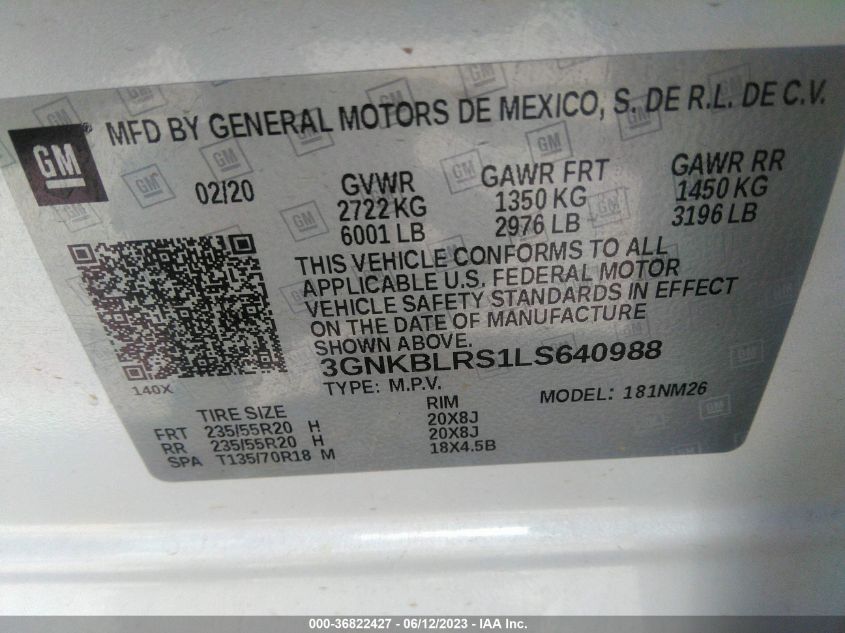 GM ® MFD BY GENERAL MOTORS DE MEXICO, S. DE R.L. DE C.V.
02/20 GVWR GAWR FRT GAWR RR
2722 KG 1350 KG 1450 KG
6001 LB 2976 LB 3196 LB
THIS VEHICLE CONFORMS TO ALL
APPLICABLE U.S. FEDERAL MOTOR
VEHICLE SAFETY STANDARDS IN EFFECT
ON THE DATE OF MANUFACTURE
SHOWN ABOVE.
3GNKBLRS1LS640988
140X TYPE: M.P.V. MODEL: 181NM26
TIRE SIZE RIM
FRT 235/55R20 H 20X8J
RR 235/55R20 H 20X8J
SPA T135/70R18 M 18X4.5B
000-36822427 - 06/12/2023 - IAA Inc.